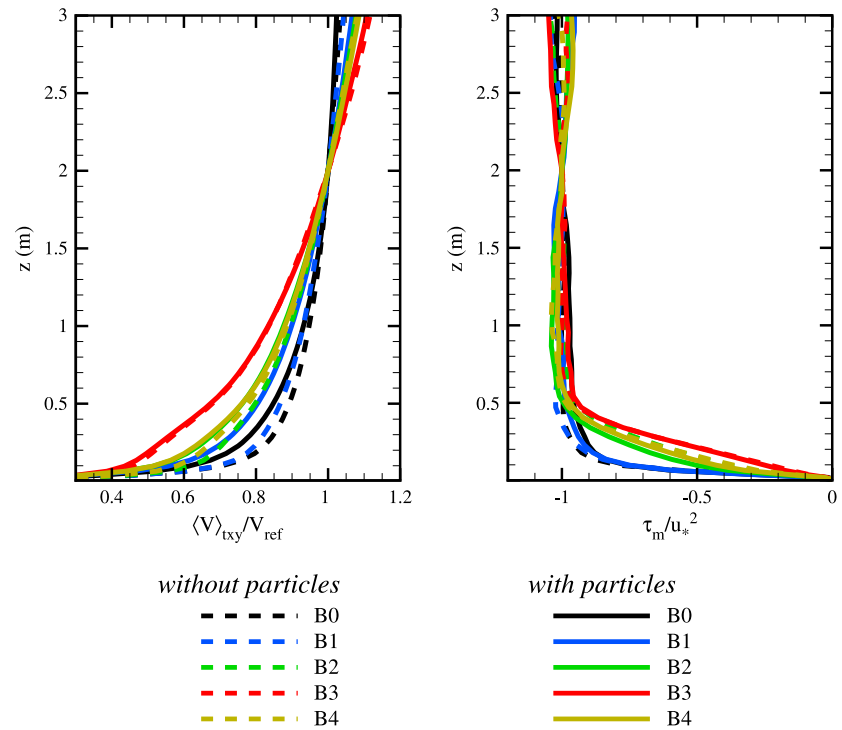 3
2.5
2
1.5
1
0.5
z (m)
0.4 0.6 0.8 1 1.2
⟨V⟩txy/Vref
3
2.5
2
1.5
1
0.5
z (m)
-1 -0.5 0
τm/u*²
without particles
B0
B1
B2
B3
B4
with particles
B0
B1
B2
B3
B4